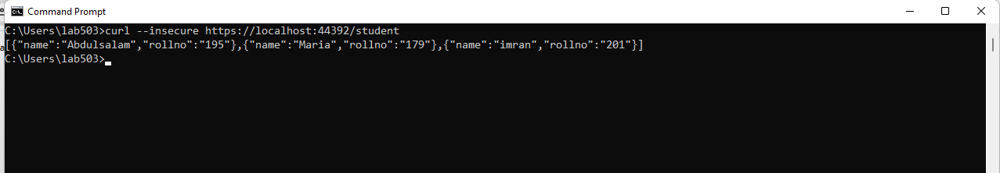 Command Prompt
C:\Users\lab503>curl --insecure https://localhost:44392/student
[{"name":"Abdulsalam","rollno":"195"},{"name":"Maria","rollno":"179"},{"name":"imran","rollno":"201"}]
C:\Users\lab503>